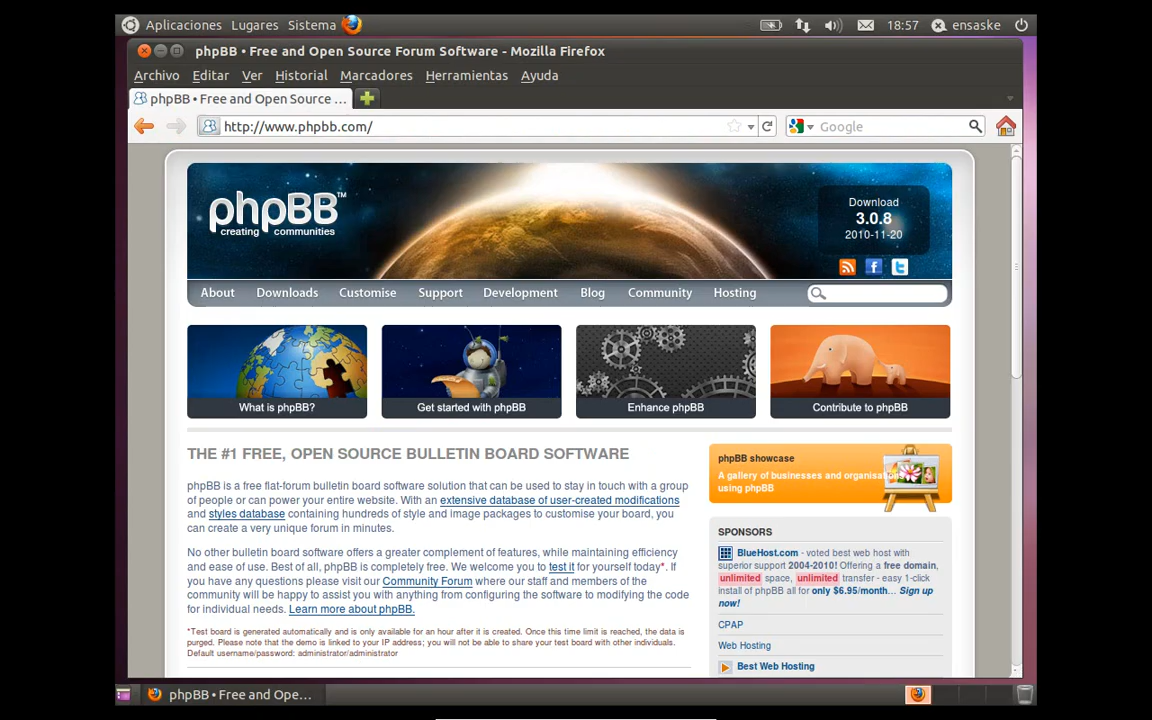 Aplicaciones Lugares Sistema 18:57 ensaske
phpBB • Free and Open Source Forum Software - Mozilla Firefox
Archivo Editar Ver Historial Marcadores Herramientas Ayuda
phpBB • Free and Open Source ...
http://www.phpbb.com/ Google
phpBB™
creating communities
Download
3.0.8
2010-11-20
About Downloads Customise Support Development Blog Community Hosting
What is phpBB? Get started with phpBB Enhance phpBB Contribute to phpBB
THE #1 FREE, OPEN SOURCE BULLETIN BOARD SOFTWARE
phpBB is a free flat-forum bulletin board software solution that can be used to stay in touch with a group
of people or can power your entire website. With an extensive database of user-created modifications
and styles database containing hundreds of style and image packages to customise your board, you
can create a very unique forum in minutes.
No other bulletin board software offers a greater complement of features, while maintaining efficiency
and ease of use. Best of all, phpBB is completely free. We welcome you to test it for yourself today*. If
you have any questions please visit our Community Forum where our staff and members of the
community will be happy to assist you with anything from configuring the software to modifying the code
for individual needs. Learn more about phpBB.
*Test board is generated automatically and is only available for an hour after it is created. Once this time limit is reached, the data is
purged. Please note that the demo is linked to your IP address; you will not be able to share your test board with other individuals.
Default username/password: administrator/administrator
phpBB showcase
A gallery of businesses and organisations
using phpBB
SPONSORS
BlueHost.com - voted best web host with
superior support 2004-2010! Offering a free domain,
unlimited space, unlimited transfer - easy 1-click
install of phpBB all for only $6.95/month... Sign up
now!
CPAP
Web Hosting
Best Web Hosting
phpBB • Free and Ope...